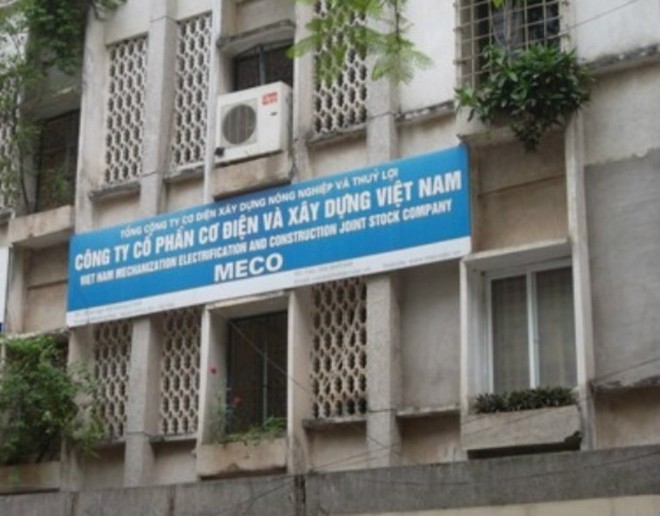 TỔNG CÔNG TY CƠ ĐIỆN XÂY DỰNG NÔNG NGHIỆP VÀ THUỶ LỢI
CÔNG TY CỔ PHẦN CƠ ĐIỆN VÀ XÂY DỰNG VIỆT NAM
VIET NAM MECHANIZATION ELECTRIFICATION AND CONSTRUCTION JOINT STOCK COMPANY
MECO